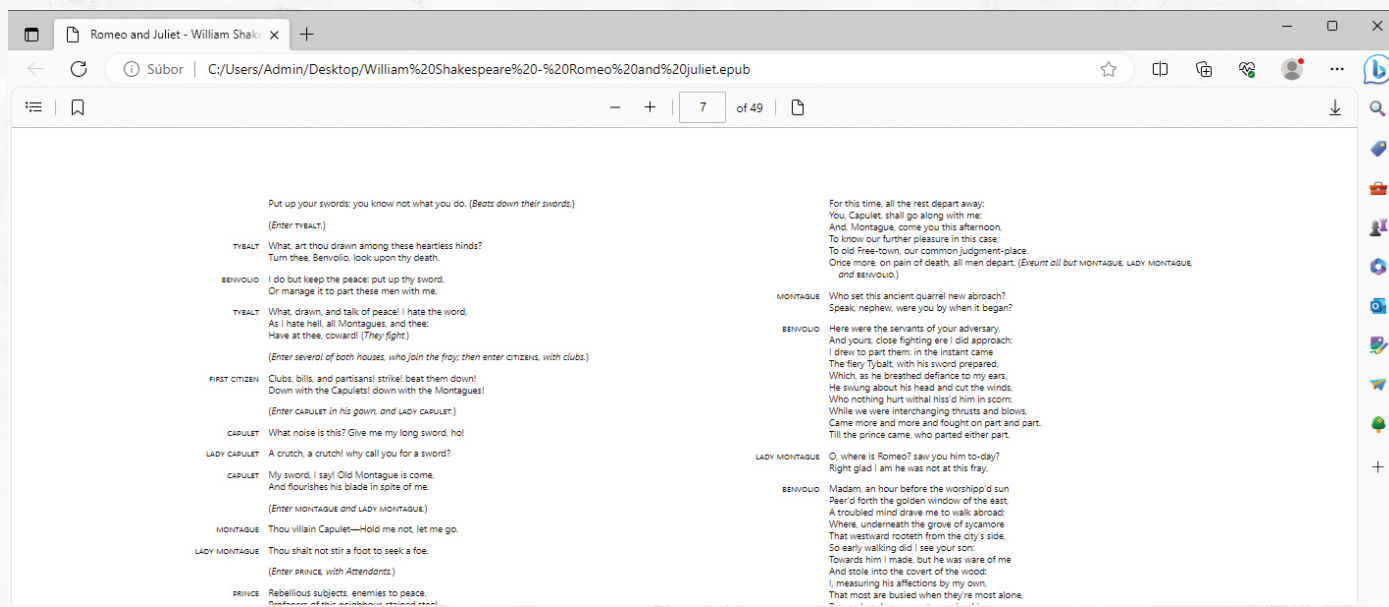 Romeo and Juliet - William Shak
Súbor
C:/Users/Admin/Desktop/William%20Shakespeare%20-%20Romeo%20and%20juliet.epub
7 of 49
Put up your swords; you know not what you do. (Beats down their swords.)
(Enter TYBALT.)
TYBALT What, art thou drawn among these heartless hinds?
Turn thee, Benvolio, look upon thy death.
BENVOLIO I do but keep the peace: put up thy sword,
Or manage it to part these men with me.
TYBALT What, drawn, and talk of peace! I hate the word,
As I hate hell, all Montagues, and thee:
Have at thee, coward! (They fight.)
(Enter several of both houses, who join the fray; then enter CITIZENS, with clubs.)
FIRST CITIZEN Clubs, bills, and partisans! strike! beat them down!
Down with the Capulets! down with the Montagues!
(Enter CAPULET in his gown, and LADY CAPULET.)
CAPULET What noise is this? Give me my long sword, ho!
LADY CAPULET A crutch, a crutch! why call you for a sword?
CAPULET My sword, I say! Old Montague is come,
And flourishes his blade in spite of me.
(Enter MONTAGUE and LADY MONTAGUE.)
MONTAGUE Thou villain Capulet—Hold me not, let me go.
LADY MONTAGUE Thou shalt not stir a foot to seek a foe.
(Enter PRINCE, with Attendants.)
PRINCE Rebellious subjects, enemies to peace,
Profaners of this neighbour-stained steel
For this time, all the rest depart away:
You, Capulet, shall go along with me:
And, Montague, come you this afternoon,
To know our further pleasure in this case,
To old Free-town, our common judgment-place.
Once more, on pain of death, all men depart. (Exeunt all but MONTAGUE, LADY MONTAGUE,
and BENVOLIO.)
MONTAGUE Who set this ancient quarrel new abroach?
Speak, nephew, were you by when it began?
BENVOLIO Here were the servants of your adversary,
And yours, close fighting ere I did approach:
I drew to part them: in the instant came
The fiery Tybalt, with his sword prepared,
Which, as he breathed defiance to my ears,
He swung about his head and cut the winds,
Who nothing hurt withal hiss'd him in scorn:
While we were interchanging thrusts and blows,
Came more and more and fought on part and part.
Till the prince came, who parted either part.
LADY MONTAGUE O, where is Romeo? saw you him to-day?
Right glad I am he was not at this fray.
BENVOLIO Madam, an hour before the worshipp'd sun
Peer'd forth the golden window of the east,
A troubled mind drave me to walk abroad;
Where, underneath the grove of sycamore
That westward rooteth from the city's side,
So early walking did I see your son:
Towards him I made, but he was ware of me
And stole into the covert of the wood:
I, measuring his affections by my own,
That most are busied when they're most alone,